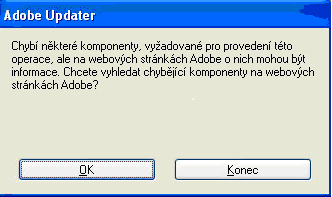 Adobe Updater
Chybí některé komponenty, vyžadované pro provedení této
operace, ale na webových stránkách Adobe o nich mohou být
informace. Chcete vyhledat chybějící komponenty na webových
stránkách Adobe?
OK
Konec